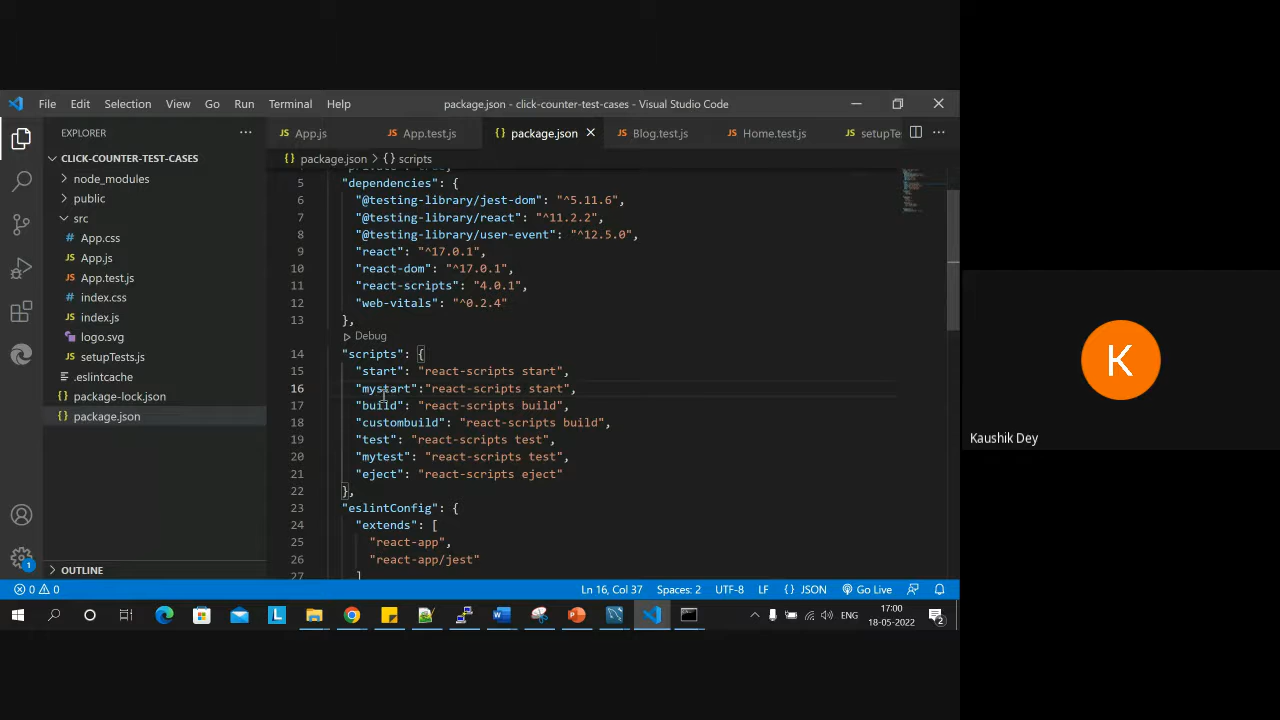 File Edit Selection View Go Run Terminal Help package.json - click-counter-test-cases - Visual Studio Code
EXPLORER
CLICK-COUNTER-TEST-CASES
node_modules
public
src
# App.css
JS App.js
JS App.test.js
# index.css
JS index.js
logo.svg
JS setupTests.js
.eslintcache
{} package-lock.json
{} package.json
OUTLINE
JS App.js JS App.test.js {} package.json JS Blog.test.js JS Home.test.js JS setupTe
{} package.json > {} scripts
5 "dependencies": {
6 "@testing-library/jest-dom": "^5.11.6",
7 "@testing-library/react": "^11.2.2",
8 "@testing-library/user-event": "^12.5.0",
9 "react": "^17.0.1",
10 "react-dom": "^17.0.1",
11 "react-scripts": "4.0.1",
12 "web-vitals": "^0.2.4"
13 },
Debug
14 "scripts": {
15 "start": "react-scripts start",
16 "mystart":"react-scripts start",
17 "build": "react-scripts build",
18 "custombuild": "react-scripts build",
19 "test": "react-scripts test",
20 "mytest": "react-scripts test",
21 "eject": "react-scripts eject"
22 },
23 "eslintConfig": {
24 "extends": [
25 "react-app",
26 "react-app/jest"
27 ]
1
0 0 Ln 16, Col 37 Spaces: 2 UTF-8 LF {} JSON Go Live
L ENG 17:00
18-05-2022 2
K
Kaushik Dey